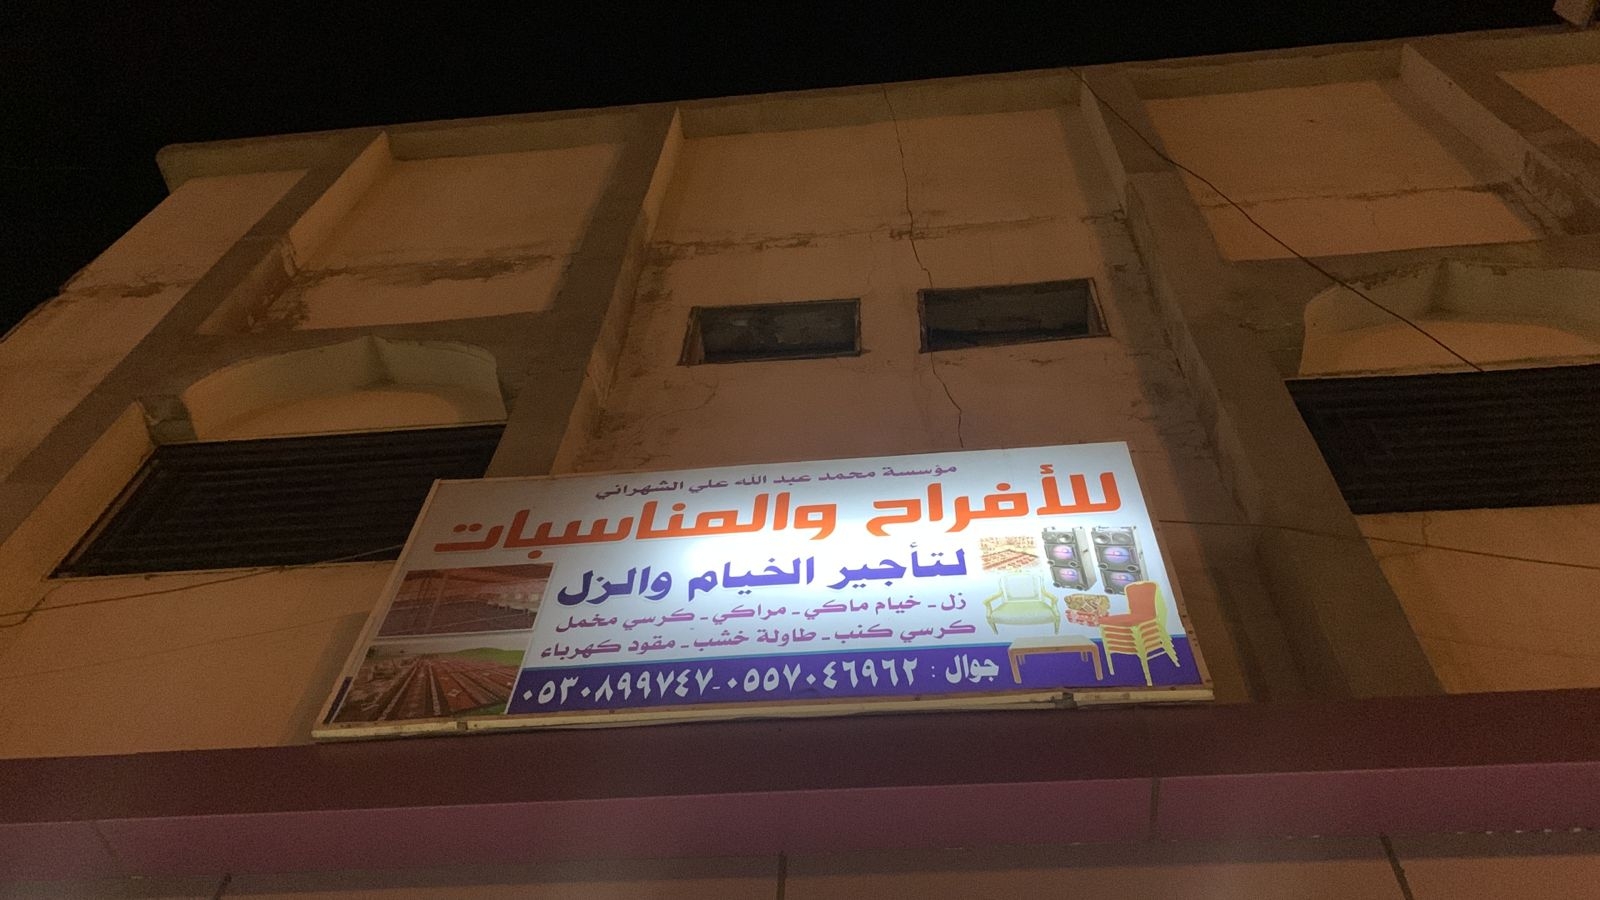 مؤسسة محمد عبد الله علي الشهراني
للأفراح والمناسبات
لتأجير الخيام والزل
زل - خيام ماكي - مراكي - كرسي مخمل
كرسي كنب - طاولة خشب - مقود كهرباء
جوال : ٠٥٥٧٠٤٦٩٦٢-٠٥٣٠٨٩٩٧٤٧